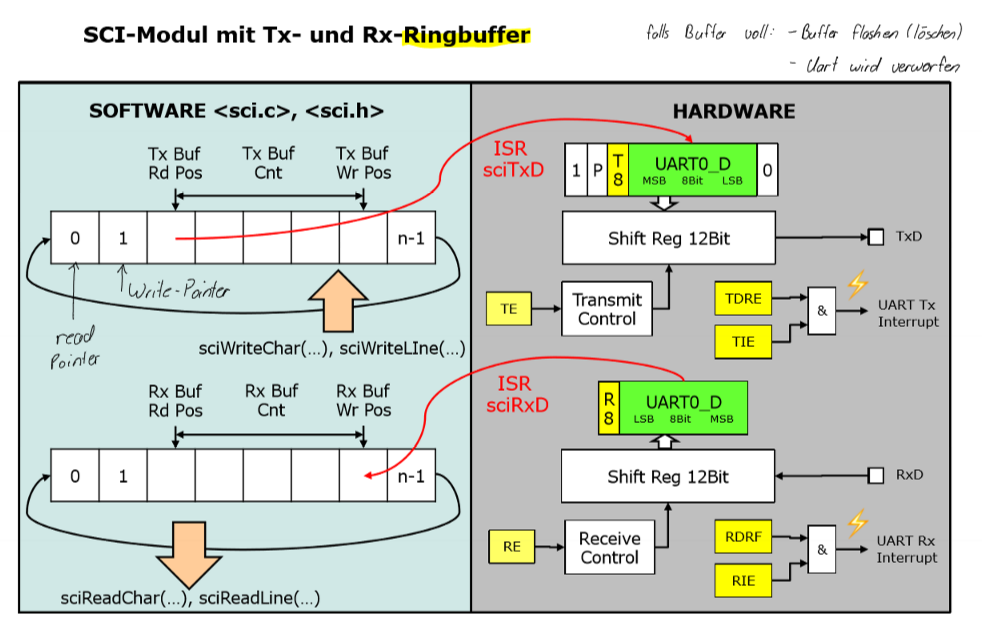 SCI-Modul mit Tx- und Rx-Ringbuffer
falls Buffer voll: - Buffer floshen (löschen)
- Uart wird verworfen
SOFTWARE <sci.c>, <sci.h>
Tx Buf
Rd Pos
Tx Buf
Cnt
Tx Buf
Wr Pos
0
1
n-1
Write-Pointer
read
Pointer
sciWriteChar(...), sciWriteLIne(...)
Rx Buf
Rd Pos
Rx Buf
Cnt
Rx Buf
Wr Pos
0
1
n-1
sciReadChar(...), sciReadLine(...)
HARDWARE
ISR
sciTxD
1
P
T
8
UART0_D
MSB 8Bit LSB
0
Shift Reg 12Bit
TxD
TE
Transmit
Control
TDRE
TIE
&
UART Tx
Interrupt
ISR
sciRxD
R
8
UART0_D
LSB 8Bit MSB
Shift Reg 12Bit
RxD
RE
Receive
Control
RDRF
RIE
&
UART Rx
Interrupt